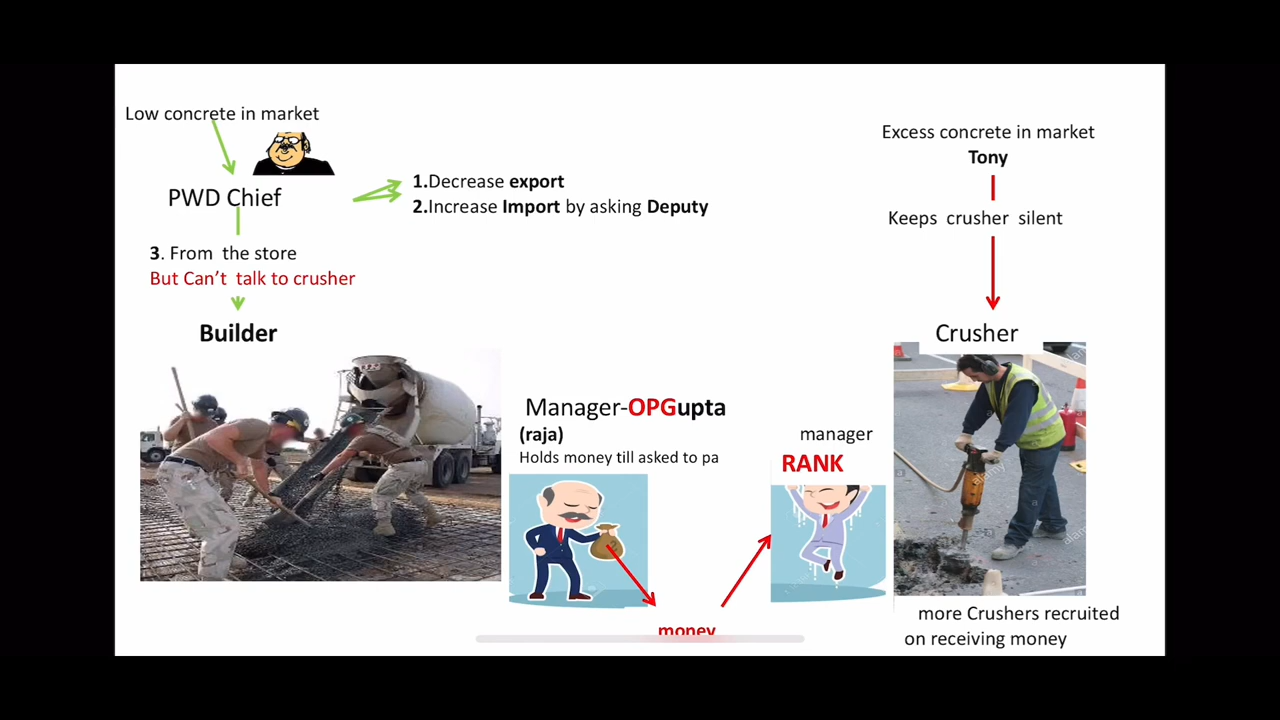 Low concrete in market
PWD Chief
1.Decrease export
2.Increase Import by asking Deputy
3. From the store
But Can't talk to crusher
Builder
Excess concrete in market
Tony
Keeps crusher silent
Crusher
Manager-OPGupta
(raja)
Holds money till asked to pa
manager
RANK
money
more Crushers recruited
on receiving money